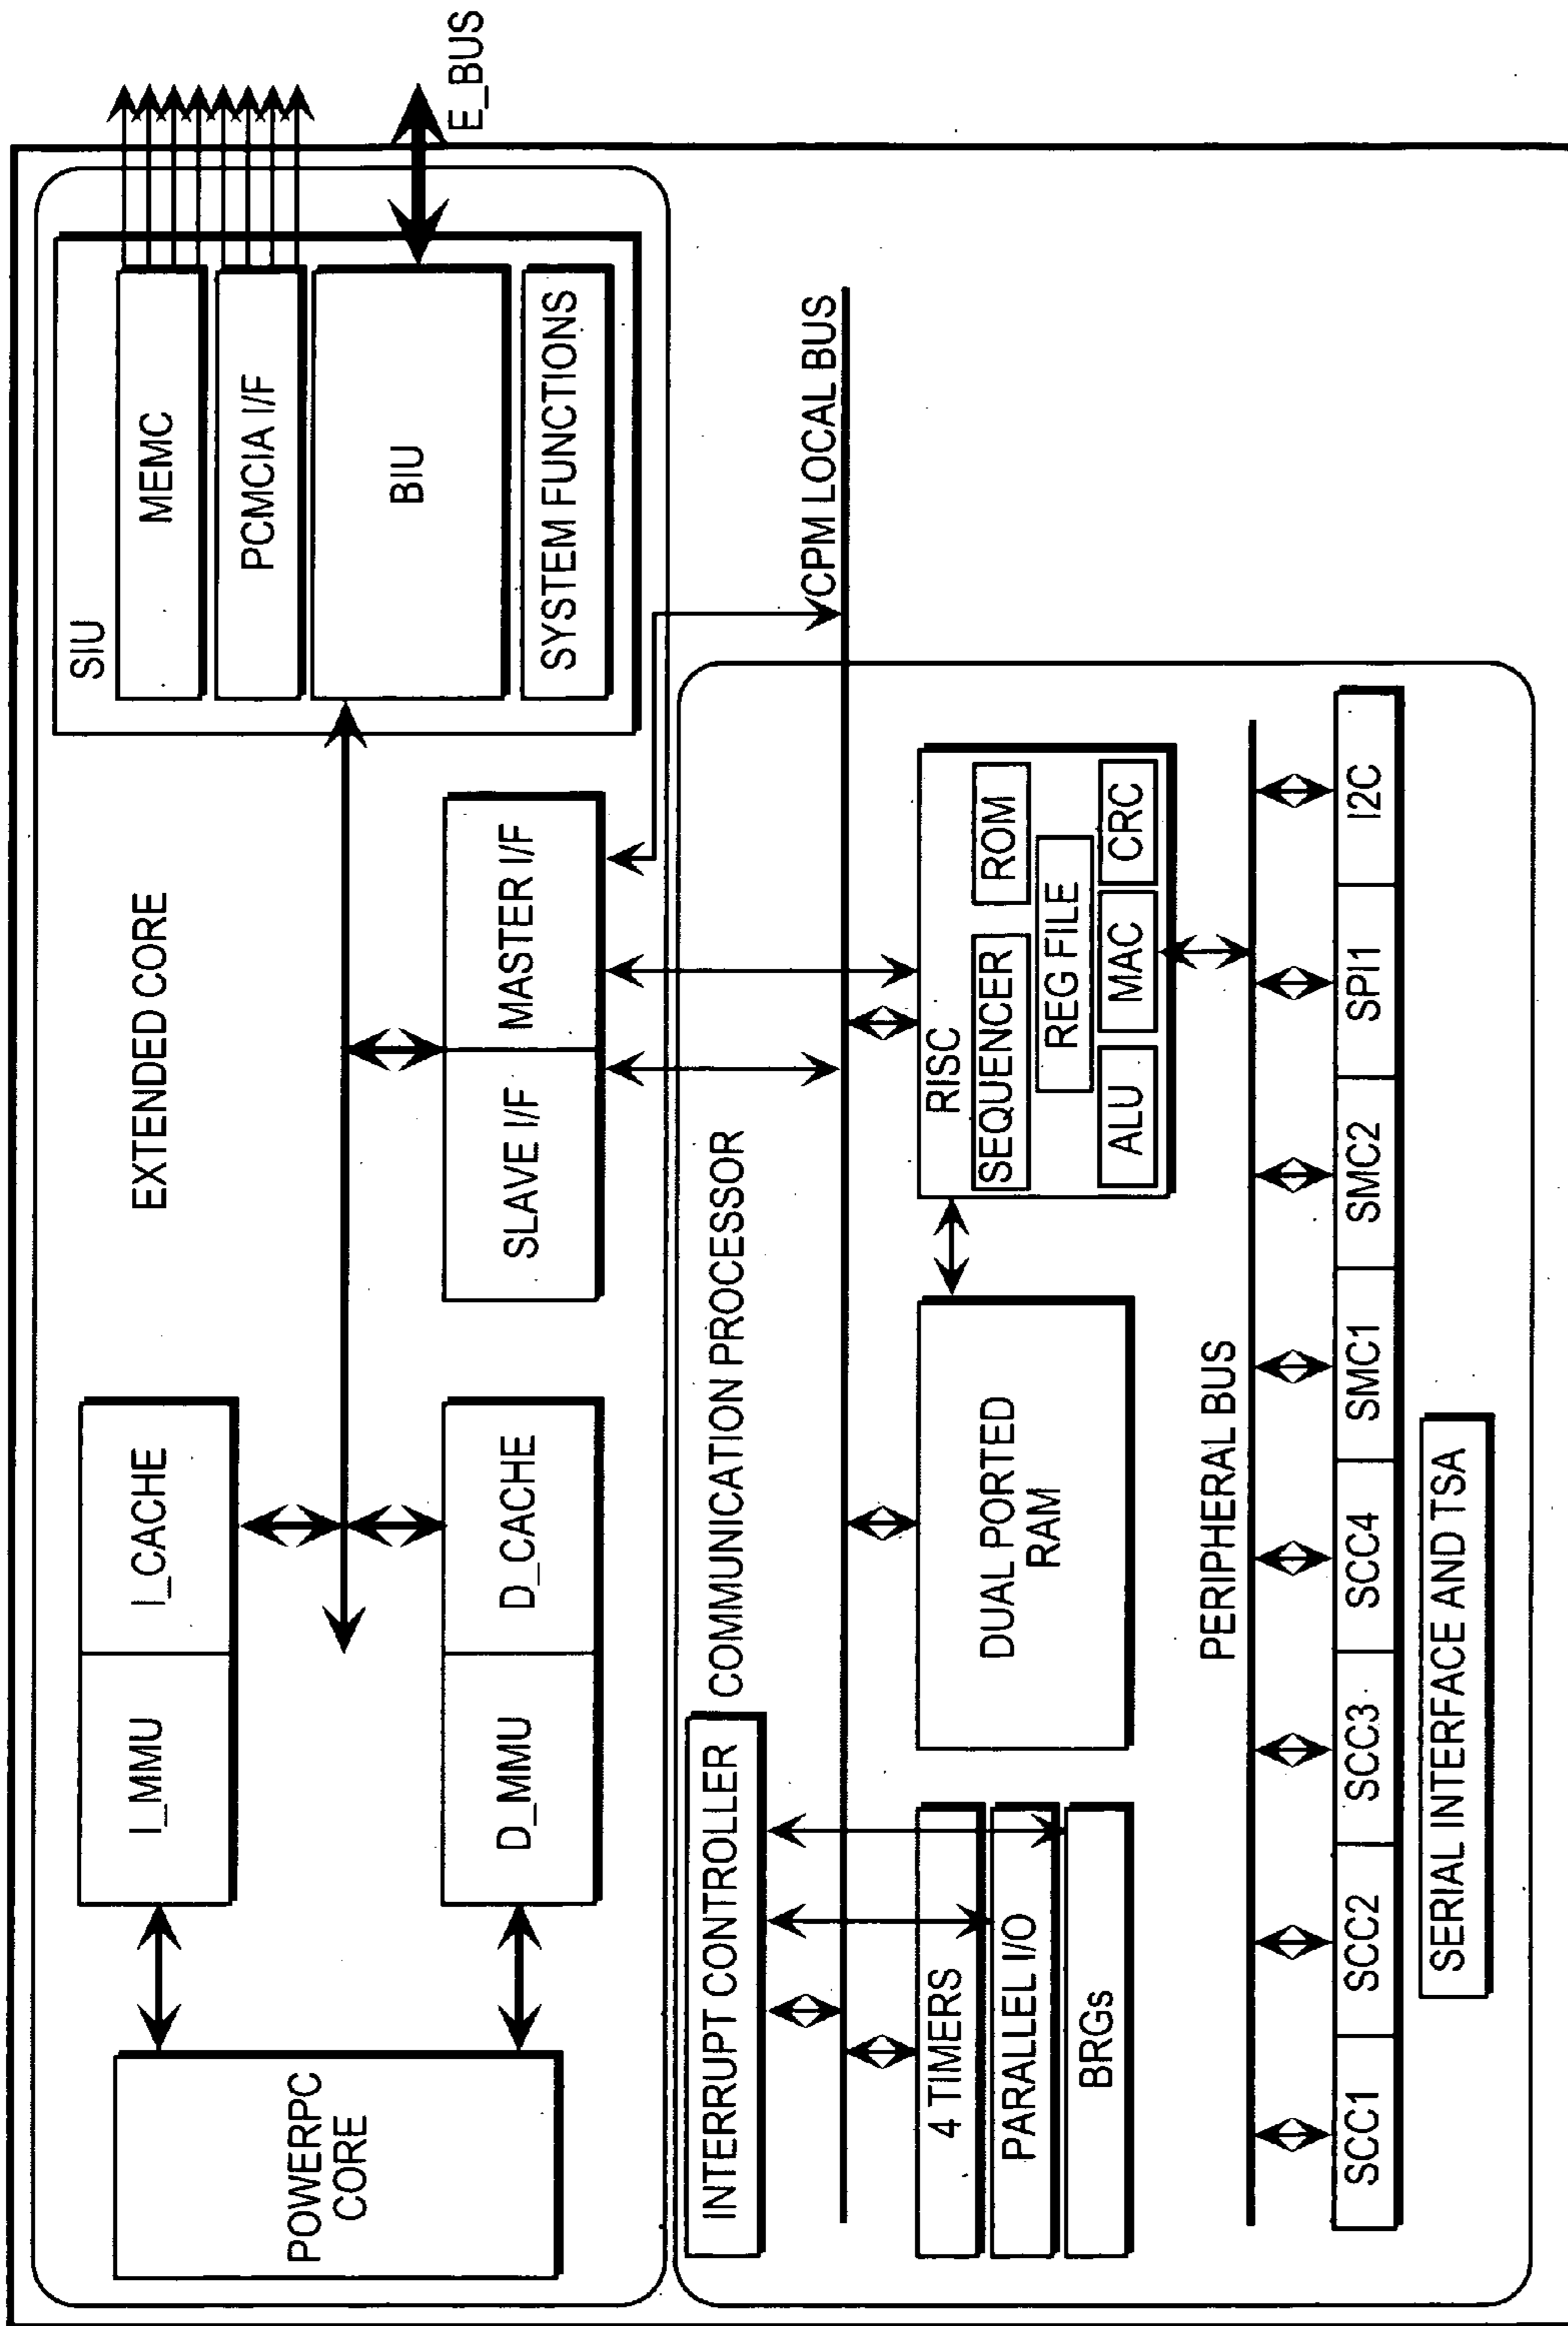 EXTENDED CORE
POWERPC
CORE
I_MMU
I_CACHE
D_MMU
D_CACHE
SLAVE I/F
MASTER I/F
SIU
MEMC
PCMCIA I/F
BIU
SYSTEM FUNCTIONS
E_BUS
INTERRUPT CONTROLLER
COMMUNICATION PROCESSOR
CPM LOCAL BUS
4 TIMERS
PARALLEL I/O
BRGs
DUAL PORTED
RAM
RISC
SEQUENCER
ROM
REG FILE
ALU
MAC
CRC
PERIPHERAL BUS
SCC1
SCC2
SCC3
SCC4
SMC1
SMC2
SPI1
I2C
SERIAL INTERFACE AND TSA